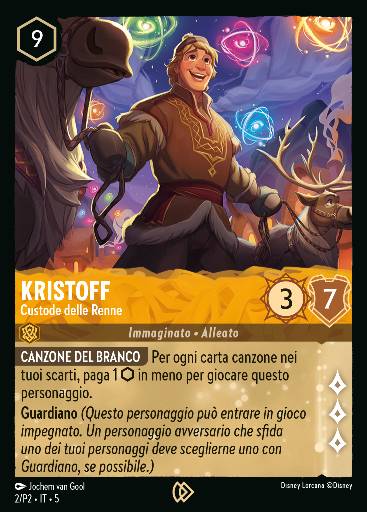 9
KRISTOFF
Custode delle Renne
3
7
Immaginato • Alleato
CANZONE DEL BRANCO Per ogni carta canzone nei
tuoi scarti, paga 1 in meno per giocare questo
personaggio.
Guardiano (Questo personaggio può entrare in gioco
impegnato. Un personaggio avversario che sfida
uno dei tuoi personaggi deve sceglierne uno con
Guardiano, se possibile.)
Jochem van Gool
Disney Lorcana ©Disney
2/P2 • IT • 5